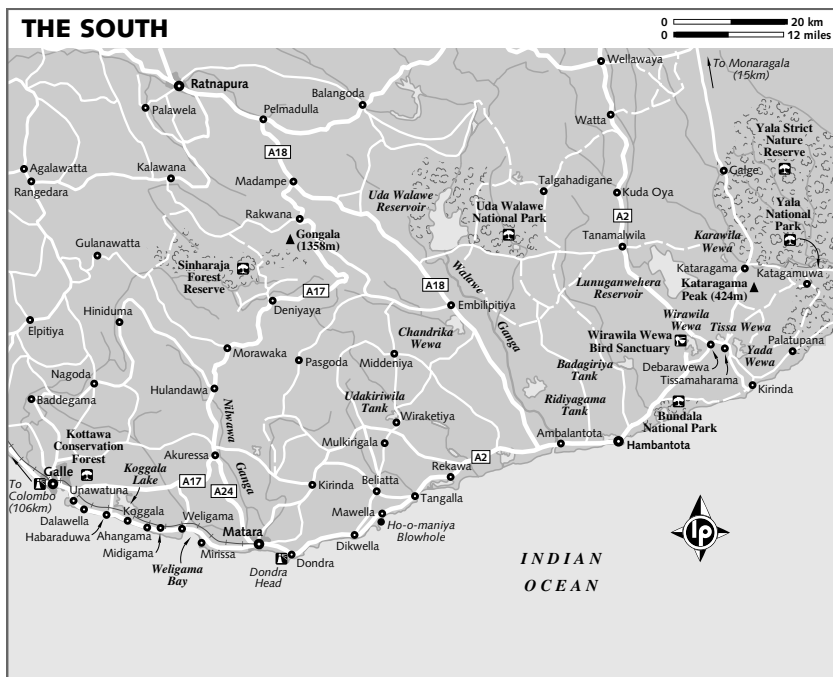 THE SOUTH
0 20 km
0 12 miles
To Monaragala
(15km)
Wellawaya
Ratnapura
Balangoda
Palawela
Pelmadulla
Watta
Yala Strict
Nature
Reserve
A18
Agalawatta
Kalawana
Madampe
Galge
Rangedara
Uda Walawe
Reservoir
Talgahadigane
Kuda Oya
Yala
National
Park
Rakwana
Uda Walawe
National Park
A2
Gongala
(1358m)
Tanamalwila
Karawila
Wewa
Gulanawatta
Sinharaja
Forest
Reserve
Kataragama
Katagamuwa
A17
A18
Walawe
Ganga
Lunuganwehera
Reservoir
Kataragama
Peak (424m)
Deniyaya
Embilipitiya
Hiniduma
Elpitiya
Chandrika
Wewa
Wirawila
Wewa
Tissa Wewa
Wirawila Wewa
Bird Sanctuary
Palatupana
Morawaka
Pasgoda
Middeniya
Badagiriya
Tank
Yada
Wewa
Debarawewa
Tissamaharama
Nagoda
Hulandawa
Kirinda
Baddegama
Nilwawa
Ganga
Udakiriwila
Tank
Ridiyagama
Tank
Wiraketiya
Bundala
National Park
Kottawa
Conservation
Forest
Mulkirigala
Ambalantota
Hambantota
Akuressa
A2
Koggala
Lake
Galle
Rekawa
To
Colombo
(106km)
Unawatuna
A17
A24
Kirinda
Beliatta
Tangalla
Dalawella
Koggala
Weligama
Mawella
Habaraduwa
Ahangama
Matara
Ho-o-maniya
Blowhole
Midigama
Mirissa
Dikwella
Weligama
Bay
Dondra
Head
Dondra
INDIAN
OCEAN
lp